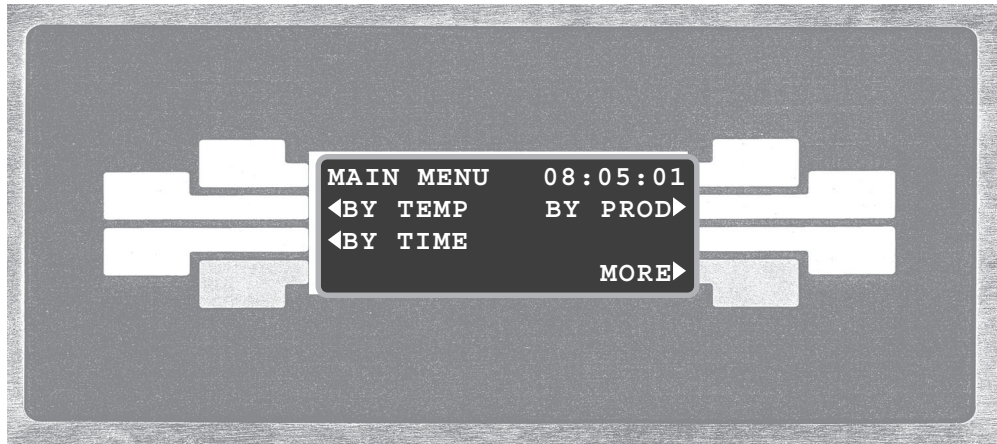 MAIN MENU 08:05:01
◀BY TEMP BY PROD▶
◀BY TIME
MORE▶